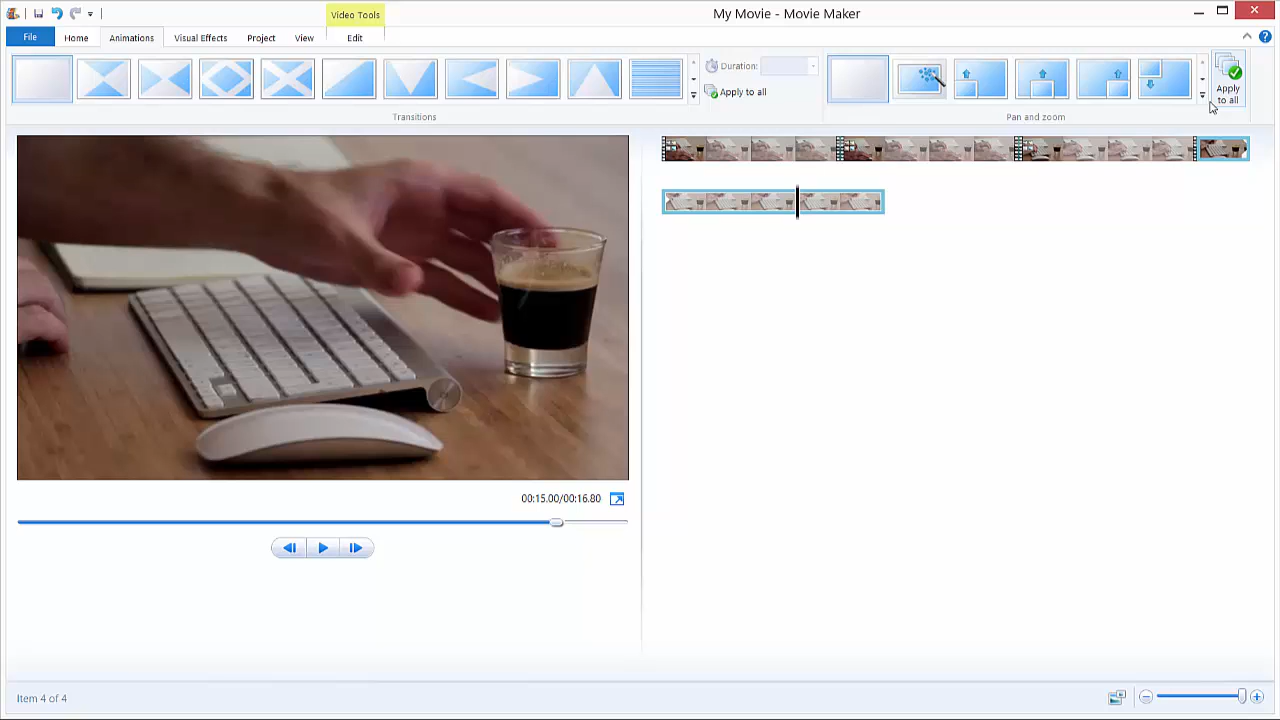 Video Tools
My Movie - Movie Maker
File
Home
Animations
Visual Effects
Project
View
Edit
Duration:
Apply to all
Apply to all
Transitions
Pan and zoom
00:15.00/00:16.80
Item 4 of 4